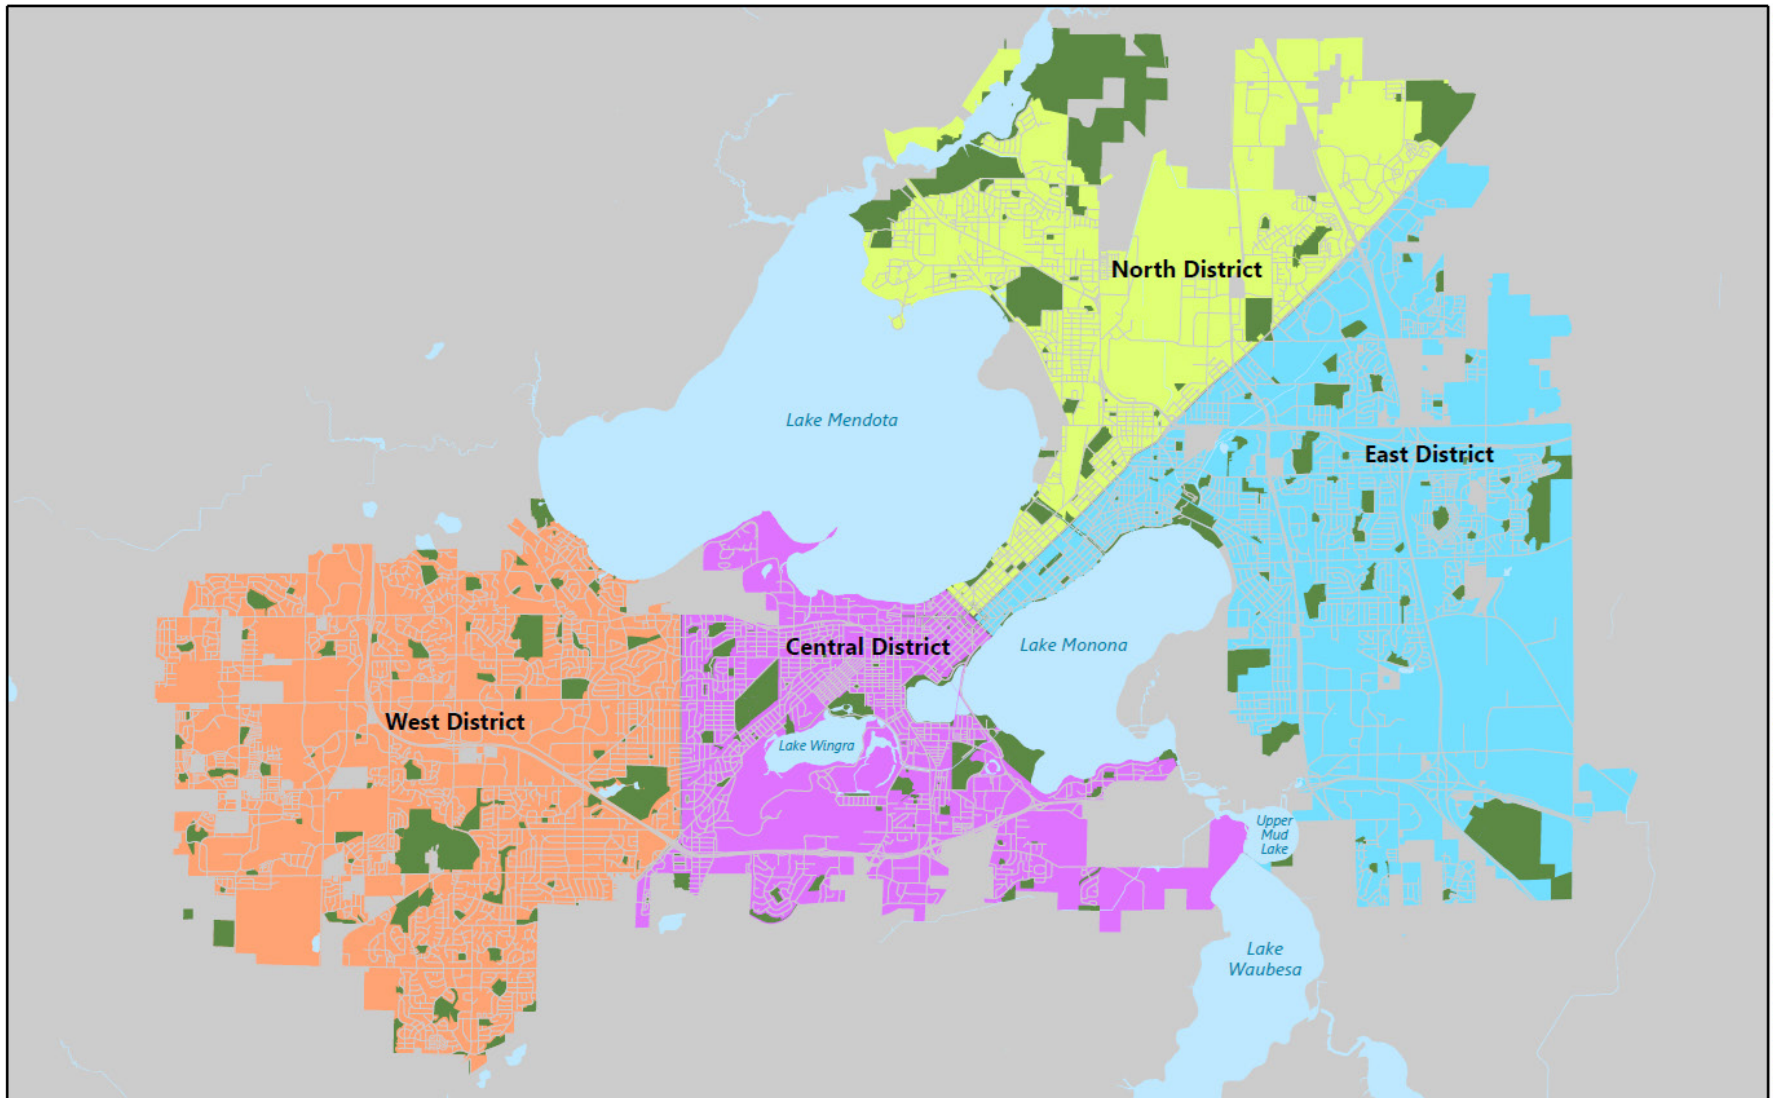 North District
Lake Mendota
East District
Central District
Lake Monona
West District
Lake Wingra
Upper
Mud
Lake
Lake
Waubesa